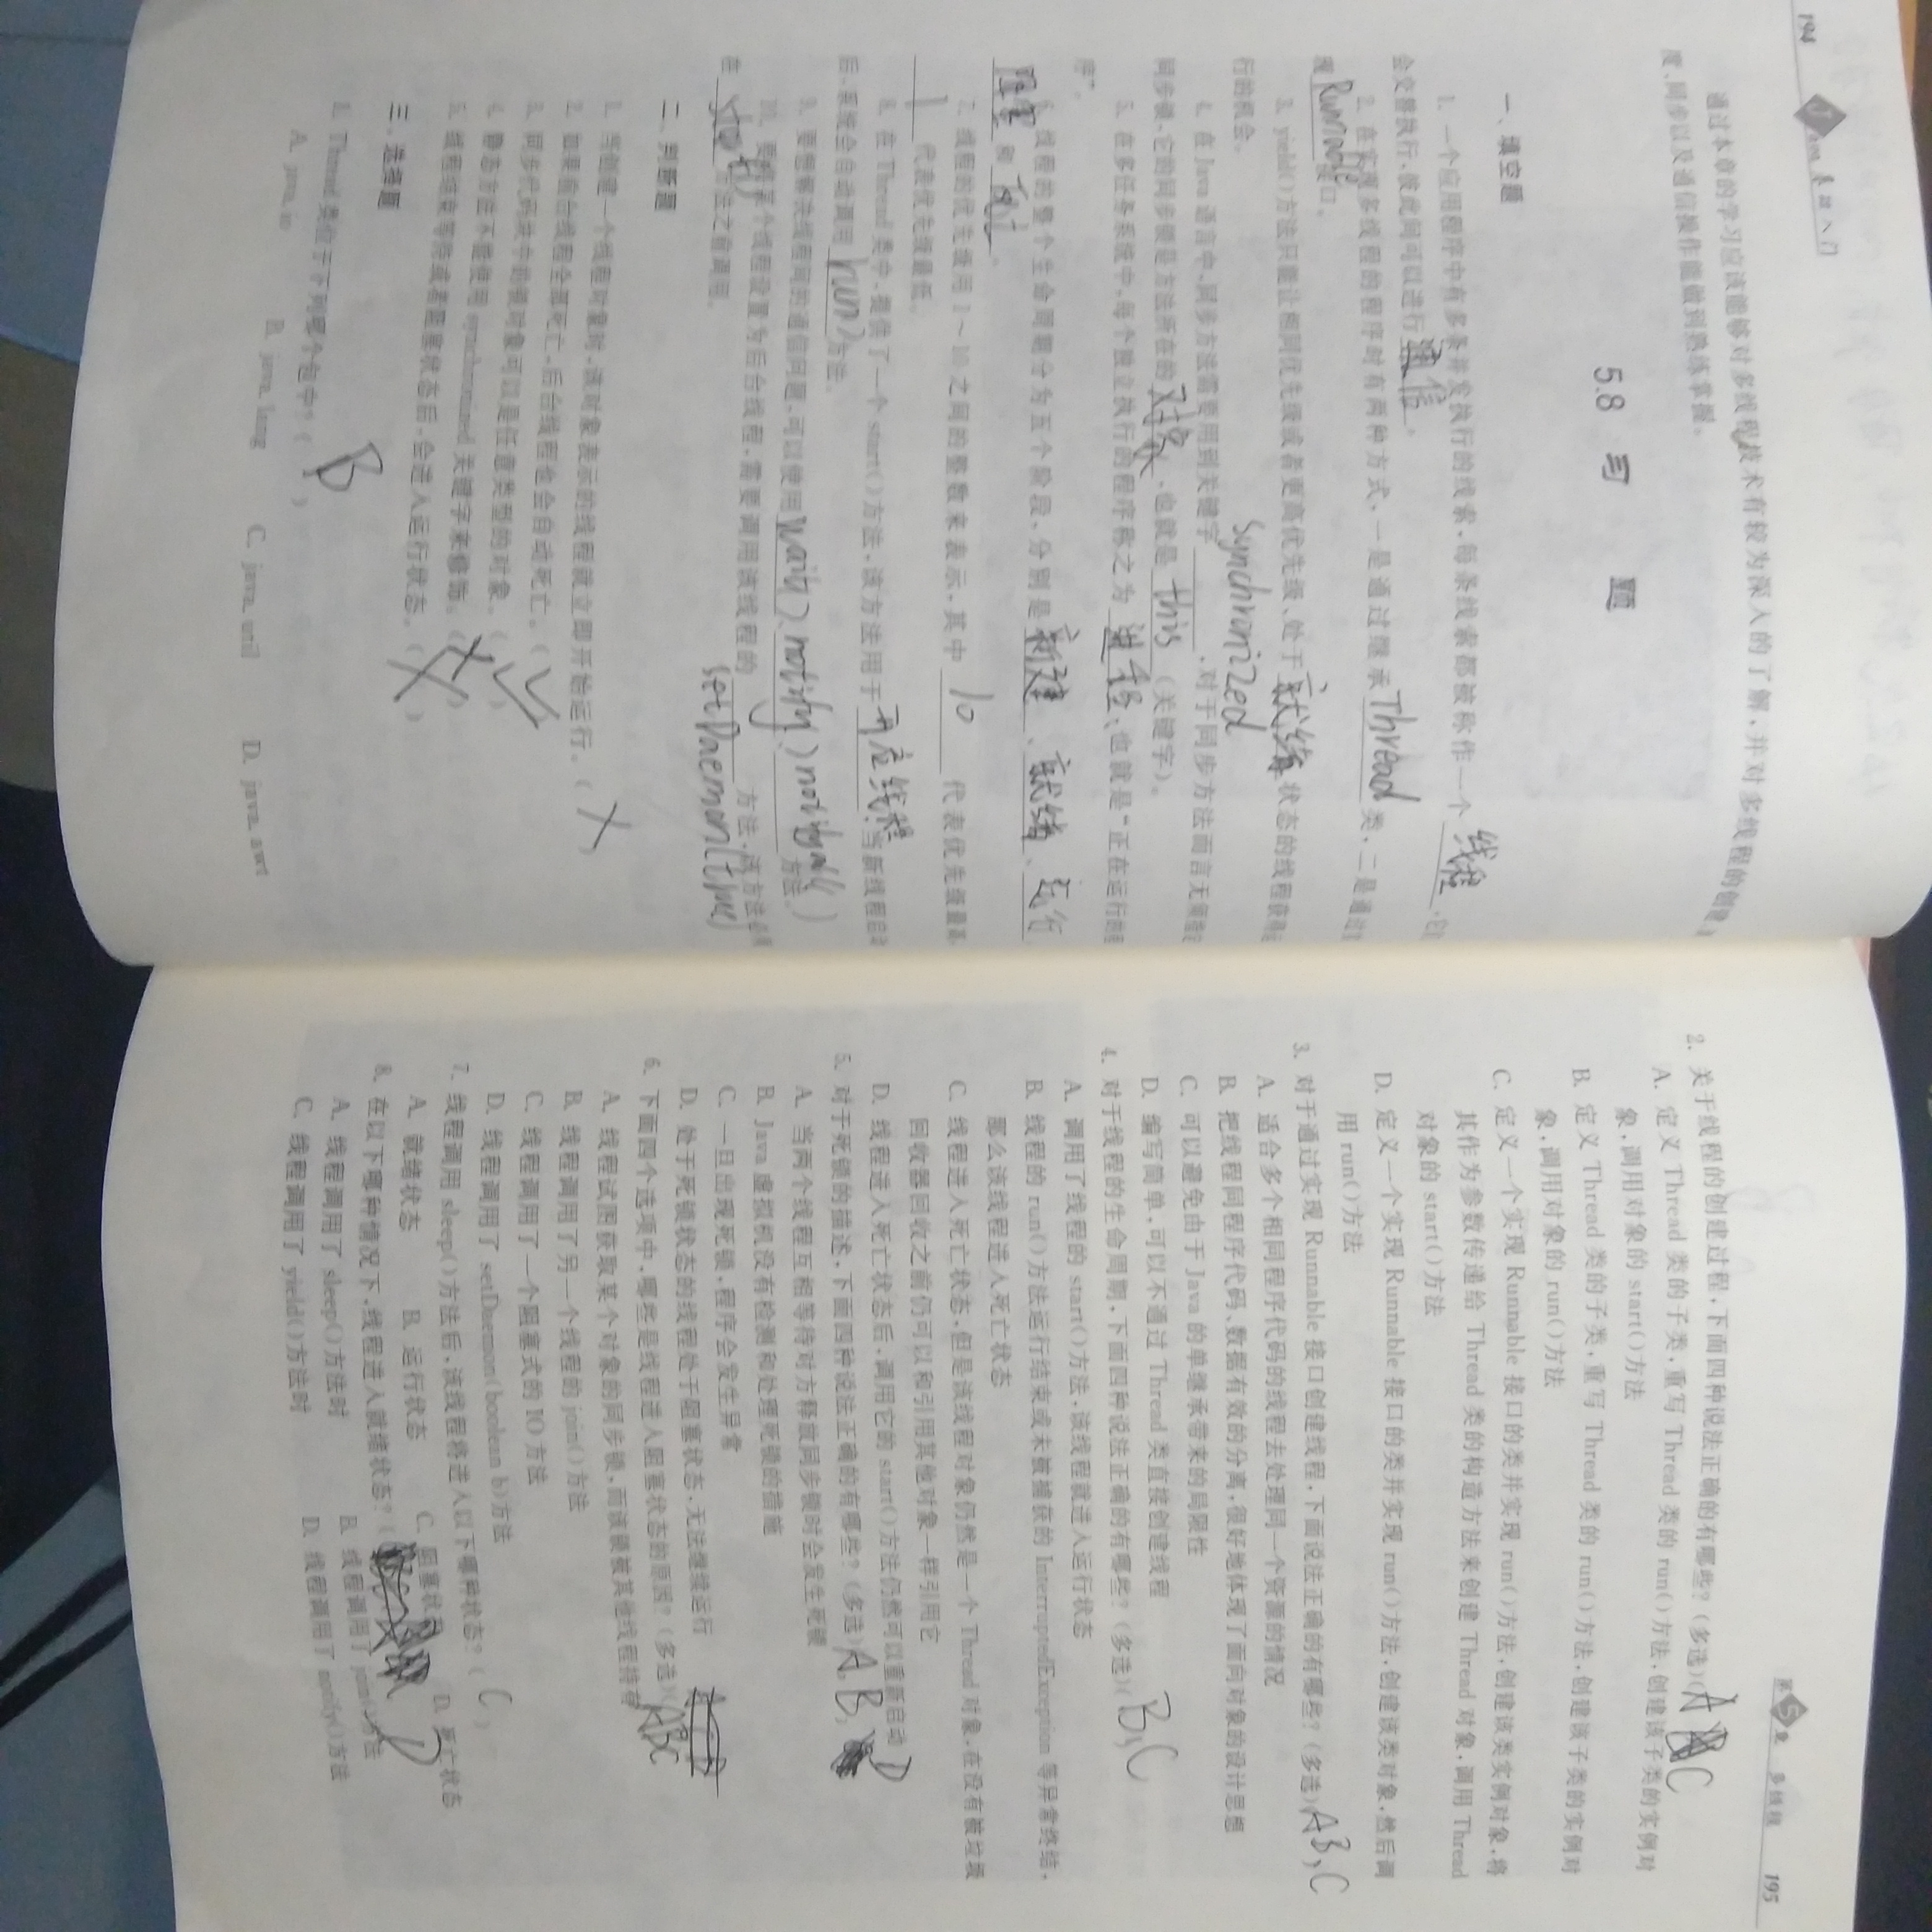 194 Java 基础入门
通过本章的学习应该能够对多线程技术有较为深入的了解,并对多线程的创建、
度、同步以及通信操作能做到熟练掌握。
5.8 习 题
一、填空题
1. 一个应用程序中有多条并发执行的线索,每条线索都被称作一个 线程 ,它们
会交替执行,彼此间可以进行 通信 。
2. 在实现多线程的程序时有两种方式,一是通过继承 Thread 类,二是通过实
现 Runnable 接口。
3. yield()方法只能让相同优先级或者更高优先级、处于 就绪 状态的线程获得运
行的机会。
4. 在 Java 语言中,同步方法需要用到关键字 synchronized ,对于同步方法而言无须指定
同步锁,它的同步锁是方法所在的 对象 ,也就是 this (关键字)。
5. 在多任务系统中,每个独立执行的程序称之为 进程 ,也就是“正在运行的程
序”。
6. 线程的整个生命周期分为五个阶段,分别是 新建 、 就绪 、 运行
阻塞 和 死亡 。
7. 线程的优先级用 1～10 之间的整数来表示,其中 10 代表优先级最高,
1 代表优先级最低。
8. 在 Thread 类中,提供了一个 start()方法,该方法用于 开启线程 ,当新线程启动
后,系统会自动调用 run() 方法。
9. 要想解决线程间的通信问题,可以使用 wait() notify() notifyall() 方法。
10. 要将某个线程设置为后台线程,需要调用该线程的 setDaemon(true) 方法,该方法必须
在 start() 方法之前调用。
二、判断题
1. 当创建一个线程对象时,该对象表示的线程就立即开始运行。( X )
2. 如果前台线程全部死亡,后台线程也会自动死亡。( √ )
3. 同步代码块中的锁对象可以是任意类型的对象。( √ )
4. 静态方法不能使用 synchronized 关键字来修饰。( X )
5. 线程结束等待或者阻塞状态后,会进入运行状态。( X )
三、选择题
1. Thread 类位于下列哪个包中?( B )
A. java.io B. java.lang C. java.util D. java.awt
第5章 多线程 195
2. 关于线程的创建过程,下面四种说法正确的有哪些?(多选)( A C
A. 定义 Thread 类的子类,重写 Thread 类的 run()方法,创建该子类的实例对
象,调用对象的 start()方法
B. 定义 Thread 类的子类,重写 Thread 类的 run()方法,创建该子类的实例对
象,调用对象的 run()方法
C. 定义一个实现 Runnable 接口的类并实现 run()方法,创建该类实例对象,将
其作为参数传递给 Thread 类的构造方法来创建 Thread 对象,调用 Thread
对象的 start()方法
D. 定义一个实现 Runnable 接口的类并实现 run()方法,创建该类对象,然后调
用 run()方法
3. 对于通过实现 Runnable 接口创建线程,下面说法正确的有哪些?(多选)( A B,C
A. 适合多个相同程序代码的线程去处理同一个资源的情况
B. 把线程同程序代码、数据有效的分离,很好地体现了面向对象的设计思想
C. 可以避免由于 Java 的单继承带来的局限性
D. 编写简单,可以不通过 Thread 类直接创建线程
4. 对于线程的生命周期,下面四种说法正确的有哪些?(多选)( B,C
A. 调用了线程的 start()方法,该线程就进入运行状态
B. 线程的 run()方法运行结束或未被捕获的 InterruptedException 等异常终结,
那么该线程进入死亡状态
C. 线程进入死亡状态,但是该线程对象仍然是一个 Thread 对象,在没有被垃圾
回收器回收之前仍可以和引用其他对象一样引用它
D. 线程进入死亡状态后,调用它的 start()方法仍然可以重新启动
5. 对于死锁的描述,下面四种说法正确的有哪些?(多选)( A, B, D
A. 当两个线程互相等待对方释放同步锁时会发生死锁
B. Java 虚拟机没有检测和处理死锁的措施
C. 一旦出现死锁,程序会发生异常
D. 处于死锁状态的线程处于阻塞状态,无法继续运行
6. 下面四个选项中,哪些是线程进入阻塞状态的原因?(多选)( ABC
A. 线程试图获取某个对象的同步锁,而该锁被其他线程持有
B. 线程调用了另一个线程的 join()方法
C. 线程调用了一个阻塞式的 IO 方法
D. 线程调用了 setDaemon(boolean b)方法
7. 线程调用 sleep()方法后,该线程将进入以下哪种状态?( C )
A. 就绪状态 B. 运行状态 C. 阻塞状态 D. 死亡状态
8. 在以下哪种情况下,线程进入就绪状态?( D
A. 线程调用了 sleep()方法时 B. 线程调用了 join()方法
C. 线程调用了 yield()方法时 D. 线程调用了 notify()方法